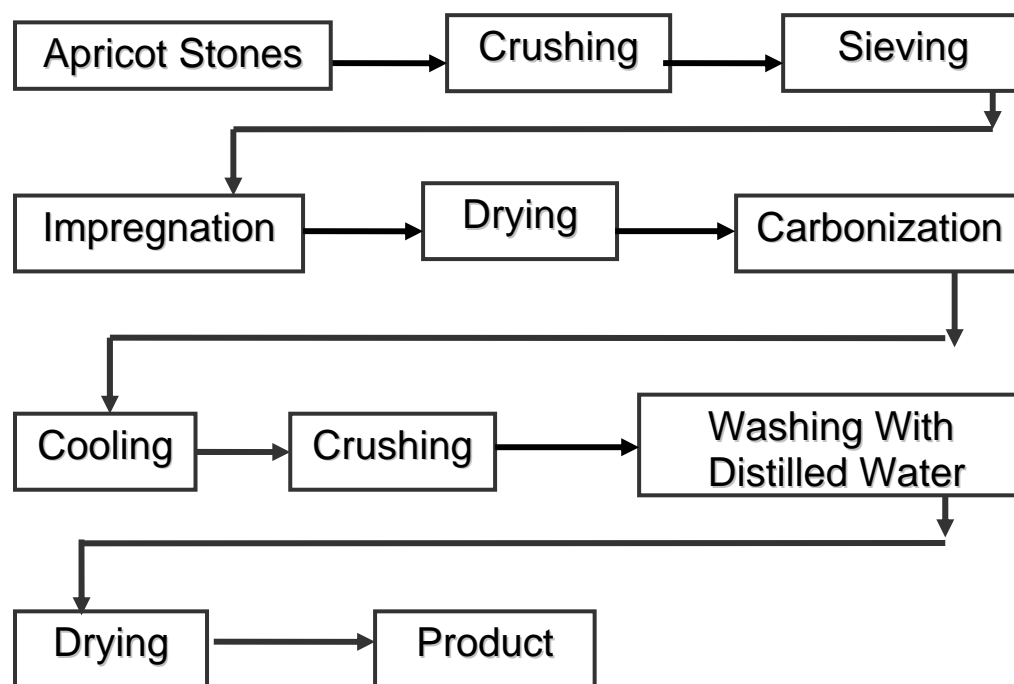 Apricot Stones
Crushing
Sieving
Impregnation
Drying
Carbonization
Cooling
Crushing
Washing With
Distilled Water
Drying
Product